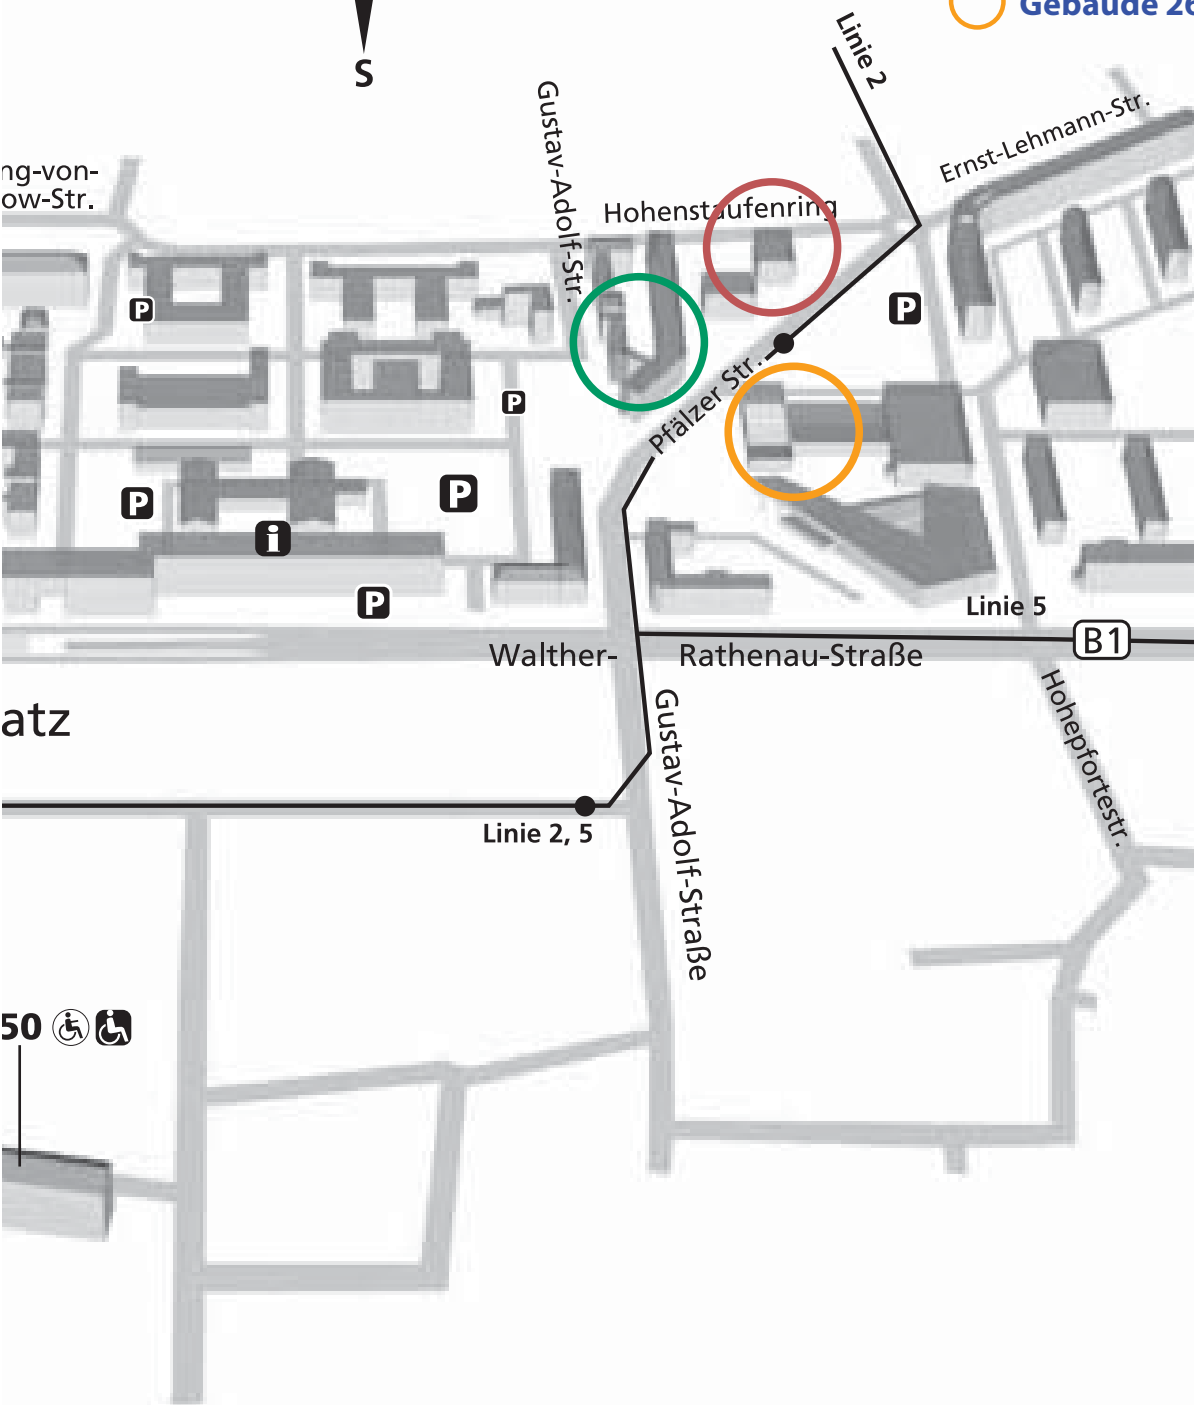 Gebäude 26
S
Linie 2
Ernst-Lehmann-Str.
Gustav-Adolf-Str.
ng-von-
ow-Str.
Hohenstaufenring
P
P
P
Pfälzer Str.
P
P
i
P
Linie 5
B1
Walther-
Rathenau-Straße
atz
Hohepfortestr.
Gustav-Adolf-Straße
Linie 2, 5
50